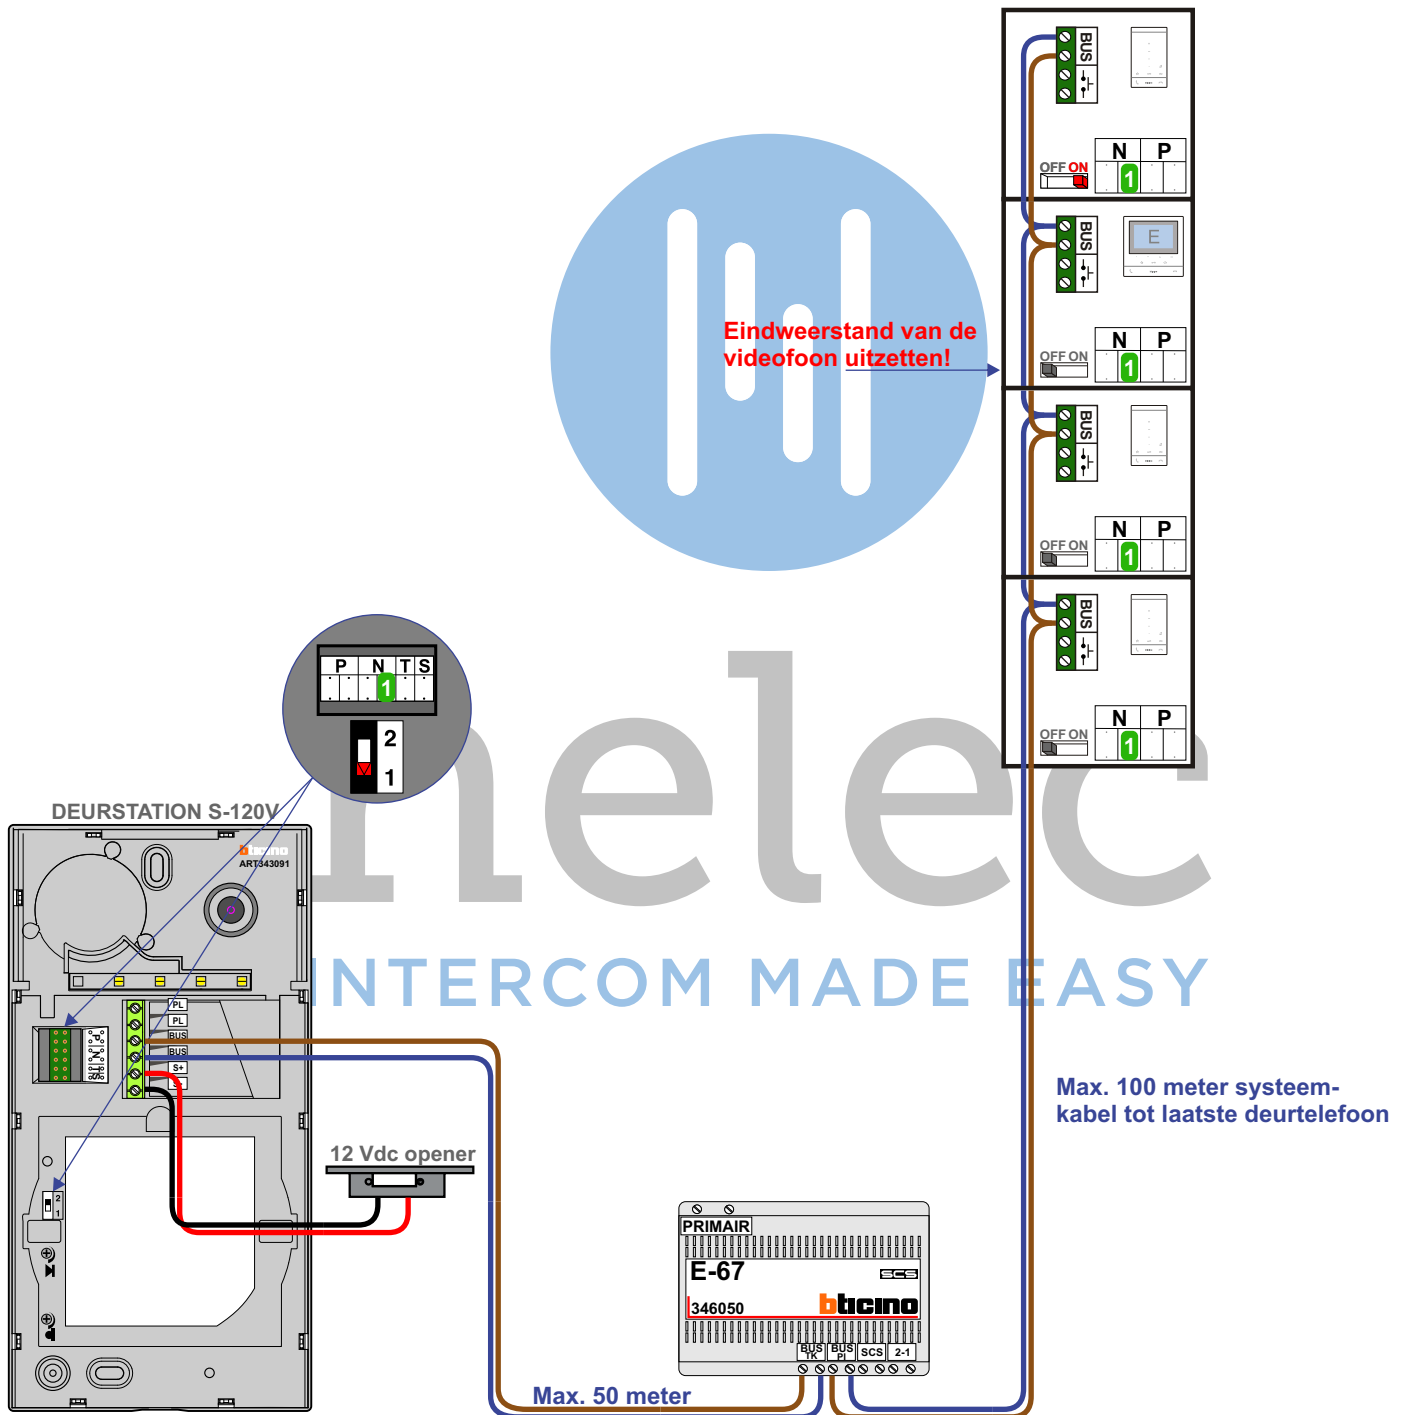 BUS
OFF ON
N P
1
BUS
E
Eindweerstand van de
videofoon uitzetten!
OFF ON
N P
1
BUS
OFF ON
N P
1
BUS
OFF ON
N P
1
P N T S
1
2
1
nelec
INTERCOM MADE EASY
DEURSTATION S-120V
bticino
ART343091
PL
PL
BUS
BUS
S+
P N TS
2
1
12 Vdc opener
Max. 100 meter systeem-
kabel tot laatste deurtelefoon
PRIMAIR
E-67
SCS
346050
bticino
BUS TK
BUS PI
SCS
2-1
Max. 50 meter